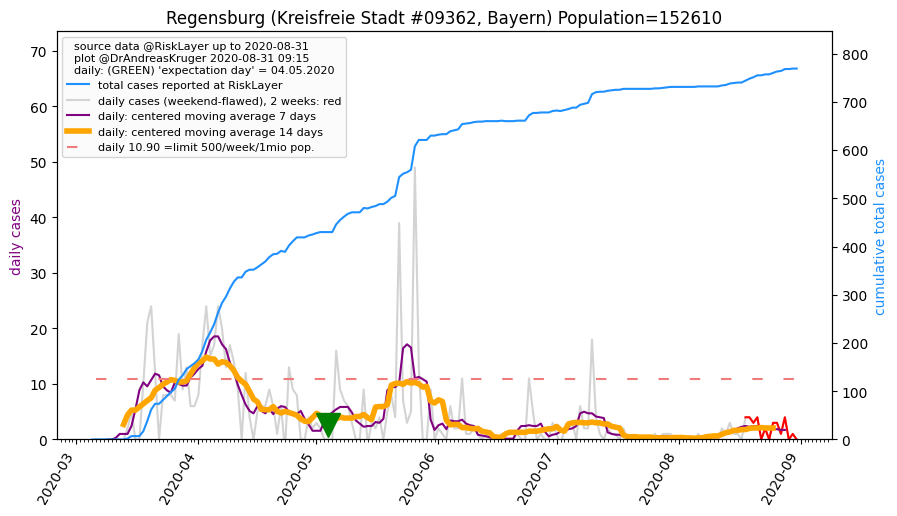 Regensburg (Kreisfreie Stadt #09362, Bayern) Population=152610
source data @RiskLayer up to 2020-08-31
plot @DrAndreasKruger 2020-08-31 09:15
daily: (GREEN) 'expectation day' = 04.05.2020
total cases reported at RiskLayer
daily cases (weekend-flawed), 2 weeks: red
daily: centered moving average 7 days
daily: centered moving average 14 days
daily 10.90 =limit 500/week/1mio pop.
daily cases
70
60
50
40
30
20
10
0
cumulative total cases
800
700
600
500
400
300
200
100
0
2020-03
2020-04
2020-05
2020-06
2020-07
2020-08
2020-09